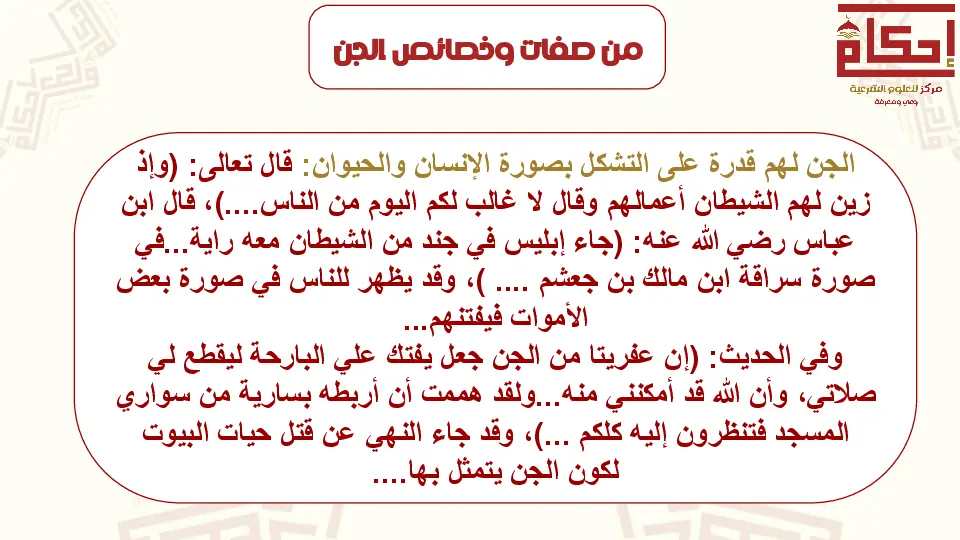 من صفات وخصائص الجن
إحكام
مركز للعلوم الشرعية
وعي ومعرفة
الجن لهم قدرة على التشكل بصورة الإنسان والحيوان: قال تعالى: (وإذ
زين لهم الشيطان أعمالهم وقال لا غالب لكم اليوم من الناس....)، قال ابن
عباس رضي الله عنه: (جاء إبليس في جند من الشيطان معه راية...في
صورة سراقة ابن مالك بن جعشم .... )، وقد يظهر للناس في صورة بعض
الأموات فيفتنهم...
وفي الحديث: (إن عفريتا من الجن جعل يفتك علي البارحة ليقطع لي
صلاتي، وأن الله قد أمكنني منه...ولقد هممت أن أربطه بسارية من سواري
المسجد فتنظرون إليه كلكم ...)، وقد جاء النهي عن قتل حيات البيوت
لكون الجن يتمثل بها....